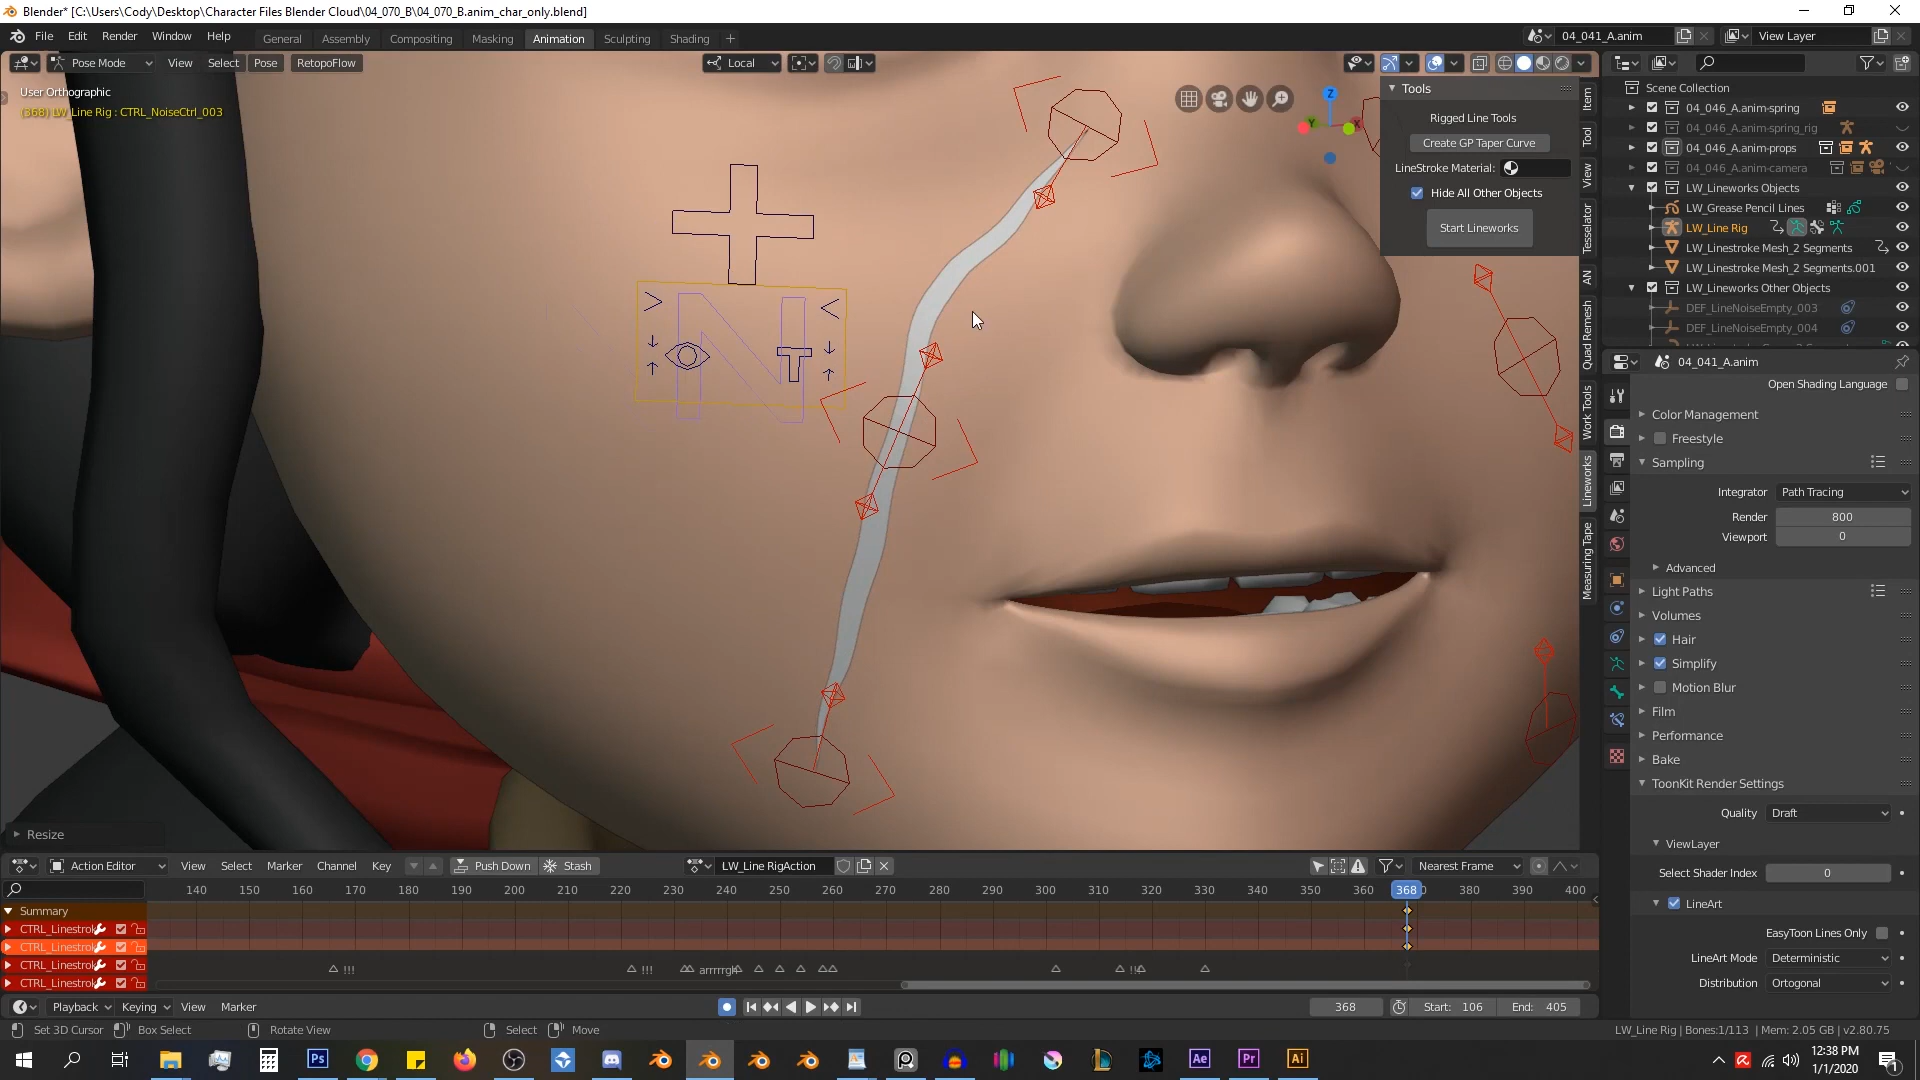 Blender* [C:\Users\Cody\Desktop\Character Files Blender Cloud\04_070_B\04_070_B.anim_char_only.blend]
File Edit Render Window Help General Assembly Compositing Masking Animation Sculpting Shading + 04_041_A.anim View Layer
Pose Mode View Select Pose RetopoFlow Local
User Orthographic
(368) LW_Line Rig : CTRL_NoiseCtrl_003
Z
Y X
Tools
Rigged Line Tools
Create GP Taper Curve
LineStroke Material:
Hide All Other Objects
Start Lineworks
Item
Tool
View
Tesselator
AN
Quad Remesh
Work Tools
Lineworks
Measuring Tape
N
T
Resize
Scene Collection
04_046_A.anim-spring
04_046_A.anim-spring_rig
04_046_A.anim-props
04_046_A.anim-camera
LW_Lineworks Objects
LW_Grease Pencil Lines
LW_Line Rig
LW_Linestroke Mesh_2 Segments
LW_Linestroke Mesh_2 Segments.001
LW_Lineworks Other Objects
DEF_LineNoiseEmpty_003
DEF_LineNoiseEmpty_004
04_041_A.anim
Open Shading Language
Color Management
Freestyle
Sampling
Integrator Path Tracing
Render 800
Viewport 0
Advanced
Light Paths
Volumes
Hair
Simplify
Motion Blur
Film
Performance
Bake
ToonKit Render Settings
Quality Draft
ViewLayer
Select Shader Index 0
LineArt
EasyToon Lines Only
LineArt Mode Deterministic
Distribution Ortogonal
Action Editor View Select Marker Channel Key Push Down Stash LW_Line RigAction Nearest Frame
140 150 160 170 180 190 200 210 220 230 240 250 260 270 280 290 300 310 320 330 340 350 360 368 380 390 400
Summary
CTRL_Linestrok
CTRL_Linestrok
CTRL_Linestrok !!! !!! arrrrrgh
CTRL_Linestrok
Playback Keying View Marker 368 Start: 106 End: 405
Set 3D Cursor Box Select Rotate View Select Move LW_Line Rig | Bones:1/113 | Mem: 2.05 GB | v2.80.75
Ps Ae Pr Ai 12:38 PM
1/1/2020 1